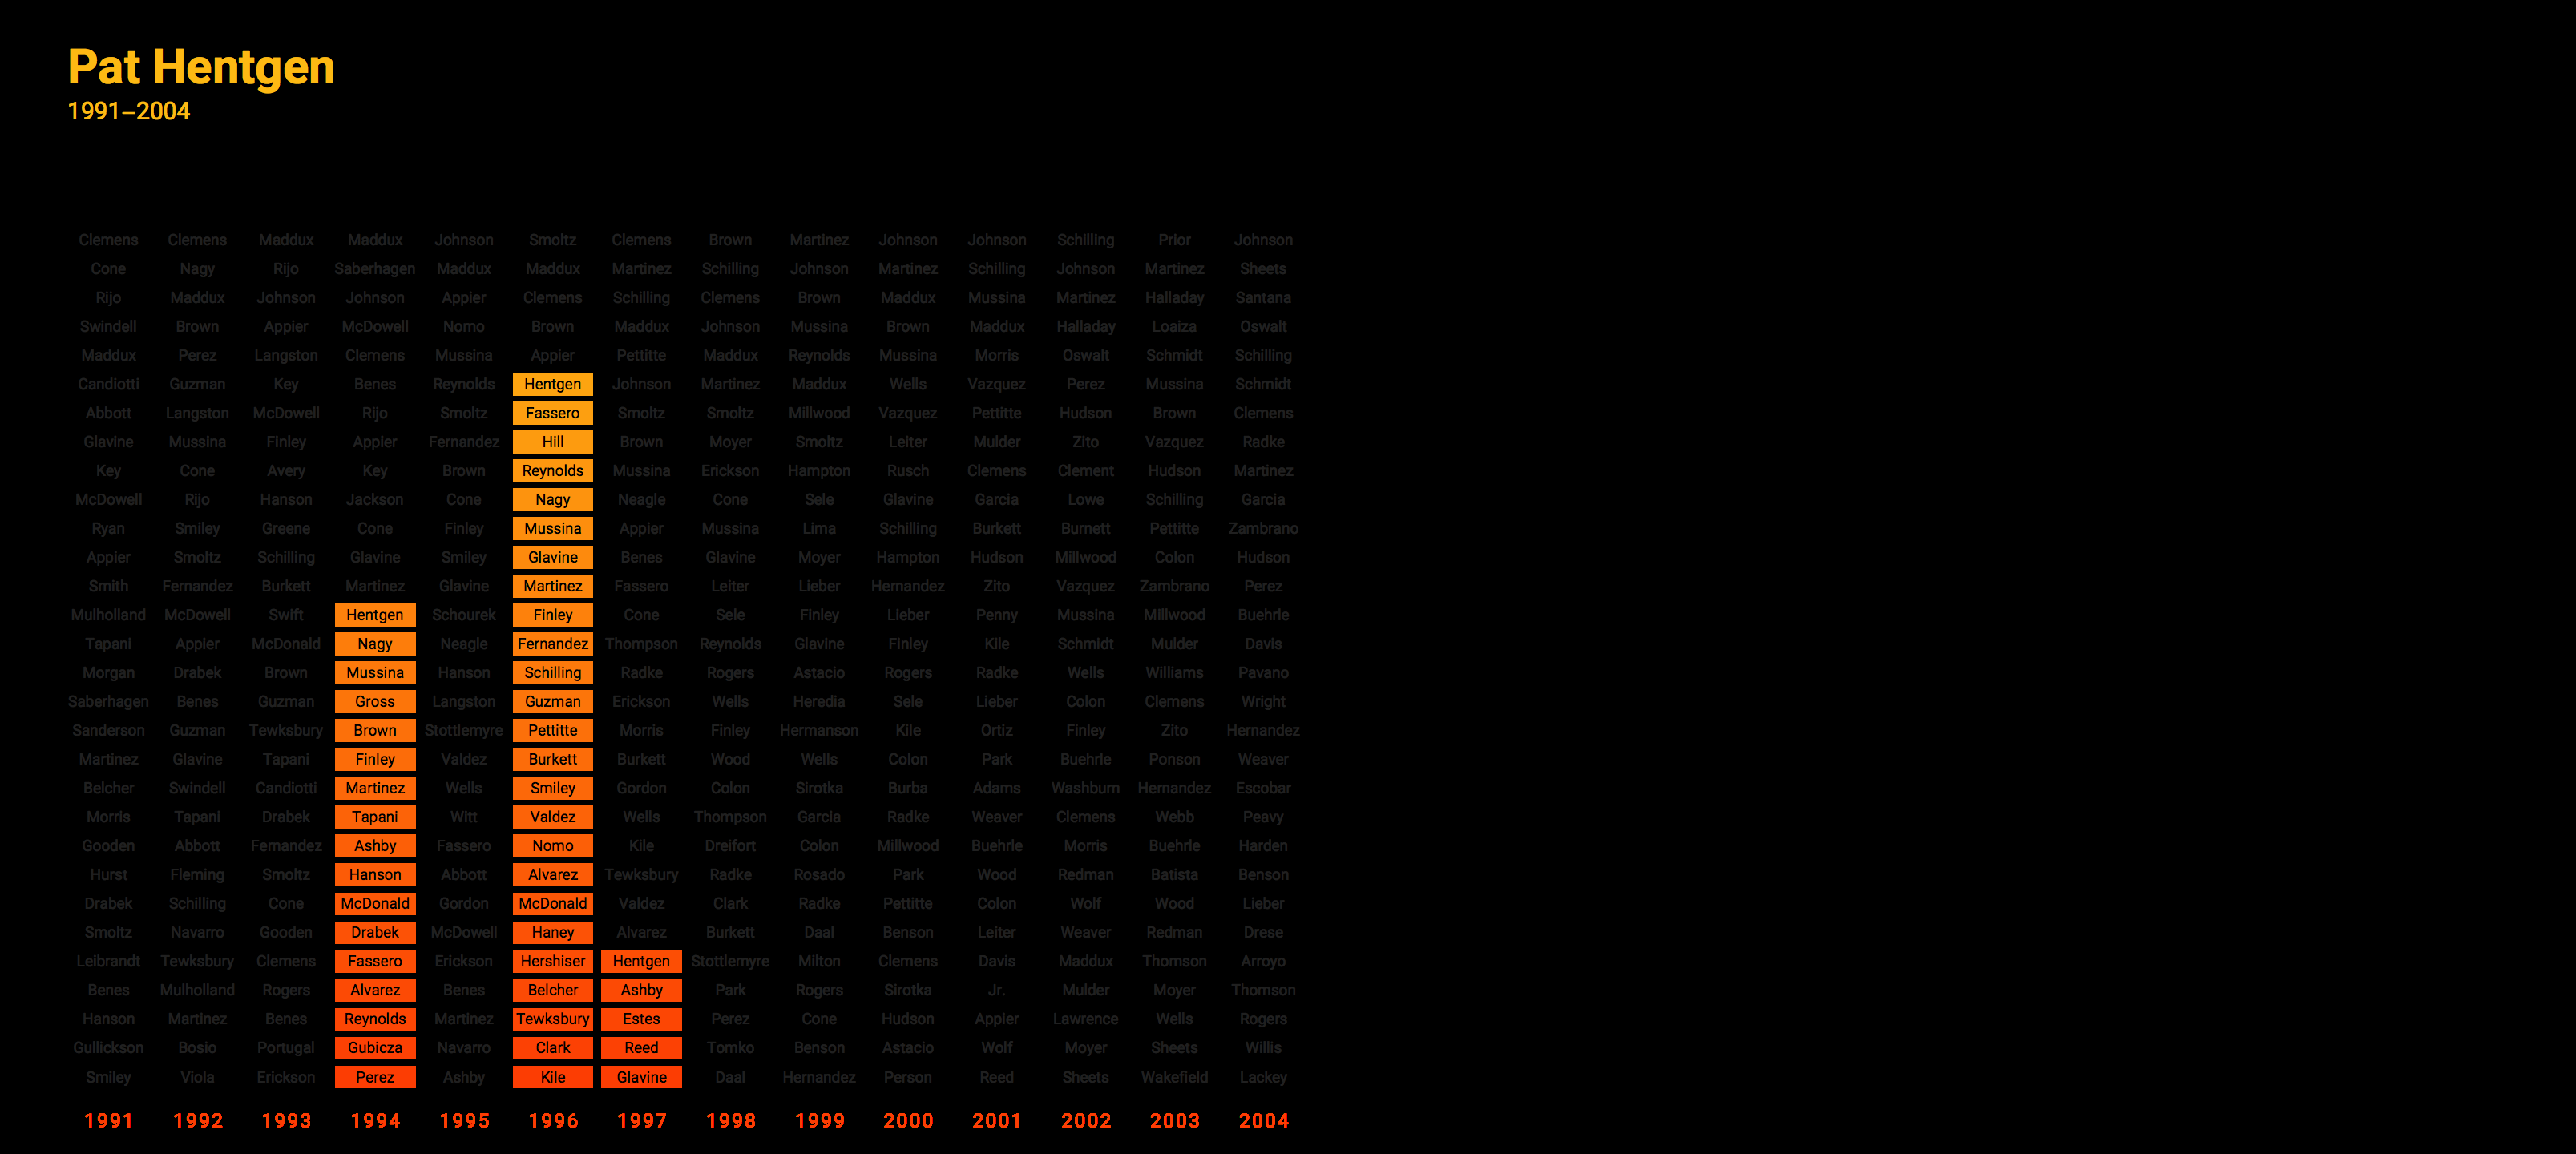 Pat Hentgen
1991–2004
Clemens Clemens Maddux Maddux Johnson Smoltz Clemens Brown Martinez Johnson Johnson Schilling Prior Johnson
Cone Nagy Rijo Saberhagen Maddux Maddux Martinez Schilling Johnson Martinez Schilling Johnson Martinez Sheets
Rijo Maddux Johnson Johnson Appier Clemens Schilling Clemens Brown Maddux Mussina Martinez Halladay Santana
Swindell Brown Appier McDowell Nomo Brown Maddux Johnson Mussina Brown Maddux Halladay Loaiza Oswalt
Maddux Perez Langston Clemens Mussina Appier Pettitte Maddux Reynolds Mussina Morris Oswalt Schmidt Schilling
Candiotti Guzman Key Benes Reynolds Hentgen Johnson Martinez Maddux Wells Vazquez Perez Mussina Schmidt
Abbott Langston McDowell Rijo Smoltz Fassero Smoltz Smoltz Millwood Vazquez Pettitte Hudson Brown Clemens
Glavine Mussina Finley Appier Fernandez Hill Brown Moyer Smoltz Leiter Mulder Zito Vazquez Radke
Key Cone Avery Key Brown Reynolds Mussina Erickson Hampton Rusch Clemens Clement Hudson Martinez
McDowell Rijo Hanson Jackson Cone Nagy Neagle Cone Sele Glavine Garcia Lowe Schilling Garcia
Ryan Smiley Greene Cone Finley Mussina Appier Mussina Lima Schilling Burkett Burnett Pettitte Zambrano
Appier Smoltz Schilling Glavine Smiley Glavine Benes Glavine Moyer Hampton Hudson Millwood Colon Hudson
Smith Fernandez Burkett Martinez Glavine Martinez Fassero Leiter Lieber Hernandez Zito Vazquez Zambrano Perez
Mulholland McDowell Swift Hentgen Schourek Finley Cone Sele Finley Lieber Penny Mussina Millwood Buehrle
Tapani Appier McDonald Nagy Neagle Fernandez Thompson Reynolds Glavine Finley Kile Schmidt Mulder Davis
Morgan Drabek Brown Mussina Hanson Schilling Radke Rogers Astacio Rogers Radke Wells Williams Pavano
Saberhagen Benes Guzman Gross Langston Guzman Erickson Wells Heredia Sele Lieber Colon Clemens Wright
Sanderson Guzman Tewksbury Brown Stottlemyre Pettitte Morris Finley Hermanson Kile Ortiz Finley Zito Hernandez
Martinez Glavine Tapani Finley Valdez Burkett Burkett Wood Wells Colon Park Buehrle Ponson Weaver
Belcher Swindell Candiotti Martinez Wells Smiley Gordon Colon Sirotka Burba Adams Washburn Hernandez Escobar
Morris Tapani Drabek Tapani Witt Valdez Wells Thompson Garcia Radke Weaver Clemens Webb Peavy
Gooden Abbott Fernandez Ashby Fassero Nomo Kile Dreifort Colon Millwood Buehrle Morris Buehrle Harden
Hurst Fleming Smoltz Hanson Abbott Alvarez Tewksbury Radke Rosado Park Wood Redman Batista Benson
Drabek Schilling Cone McDonald Gordon McDonald Valdez Clark Radke Pettitte Colon Wolf Wood Lieber
Smoltz Navarro Gooden Drabek McDowell Haney Alvarez Burkett Daal Benson Leiter Weaver Redman Drese
Leibrandt Tewksbury Clemens Fassero Erickson Hershiser Hentgen Stottlemyre Milton Clemens Davis Maddux Thomson Arroyo
Benes Mulholland Rogers Alvarez Benes Belcher Ashby Park Rogers Sirotka Jr. Mulder Moyer Thomson
Hanson Martinez Benes Reynolds Martinez Tewksbury Estes Perez Cone Hudson Appier Lawrence Wells Rogers
Gullickson Bosio Portugal Gubicza Navarro Clark Reed Tomko Benson Astacio Wolf Moyer Sheets Willis
Smiley Viola Erickson Perez Ashby Kile Glavine Daal Hernandez Person Reed Sheets Wakefield Lackey
1991 1992 1993 1994 1995 1996 1997 1998 1999 2000 2001 2002 2003 2004